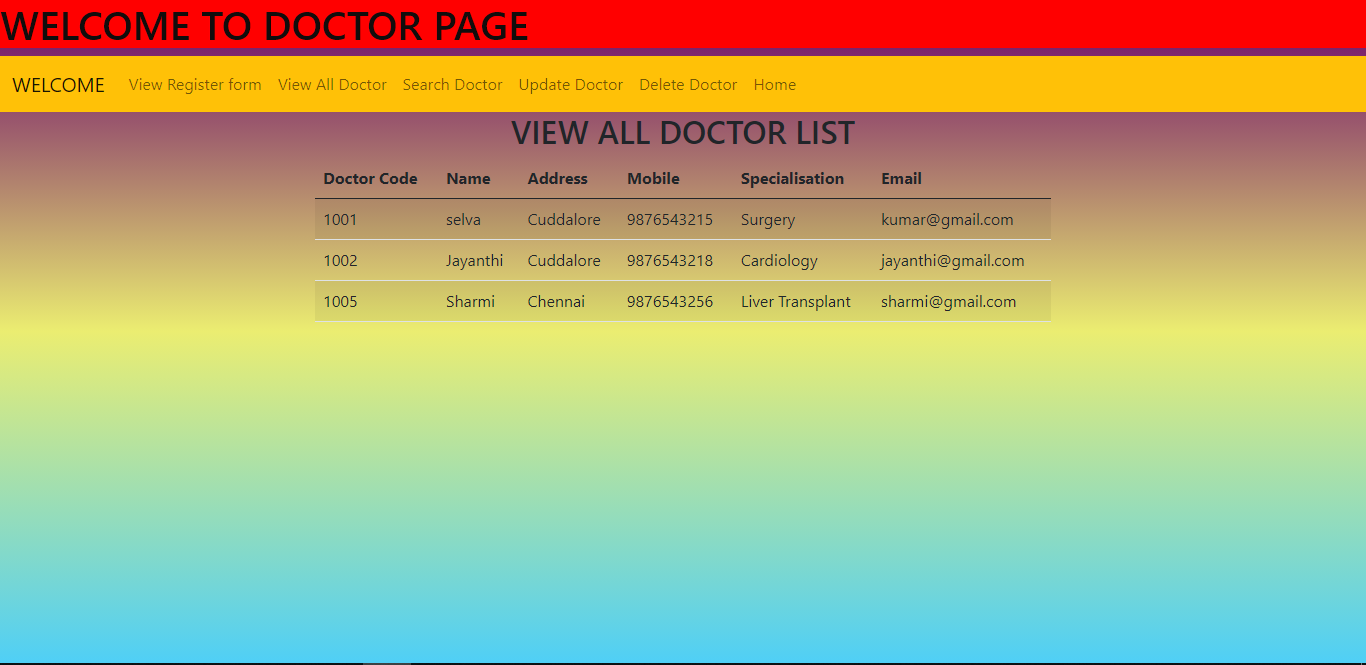 WELCOME TO DOCTOR PAGE
WELCOME View Register form View All Doctor Search Doctor Update Doctor Delete Doctor Home
VIEW ALL DOCTOR LIST
Doctor Code Name Address Mobile Specialisation Email
1001 selva Cuddalore 9876543215 Surgery kumar@gmail.com
1002 Jayanthi Cuddalore 9876543218 Cardiology jayanthi@gmail.com
1005 Sharmi Chennai 9876543256 Liver Transplant sharmi@gmail.com